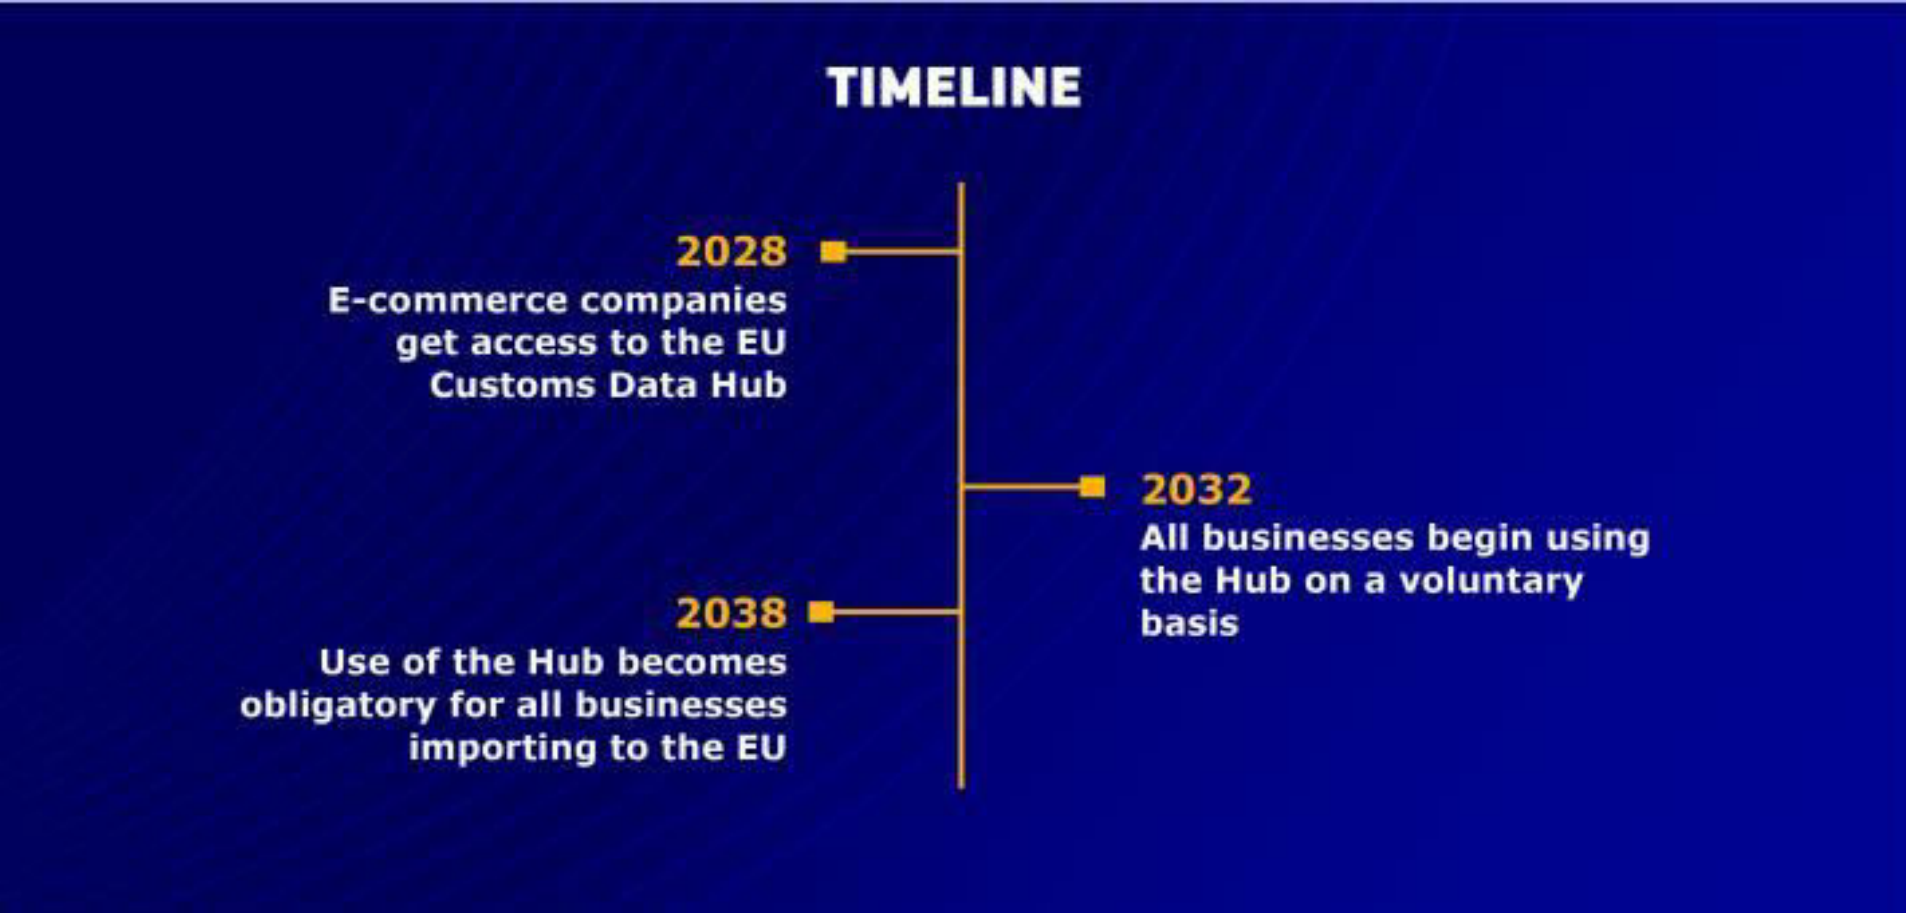 TIMELINE
2028
E-commerce companies
get access to the EU
Customs Data Hub
2032
All businesses begin using
the Hub on a voluntary
basis
2038
Use of the Hub becomes
obligatory for all businesses
importing to the EU